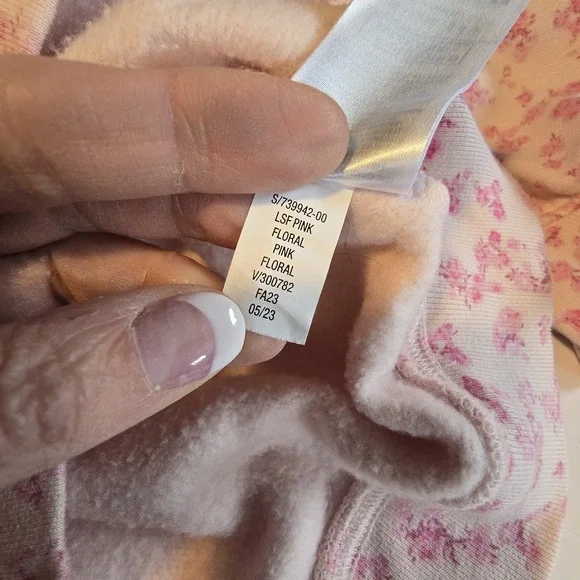 S/739942-00
LSF PINK
FLORAL
PINK
FLORAL
V/300782
FA23
05/23